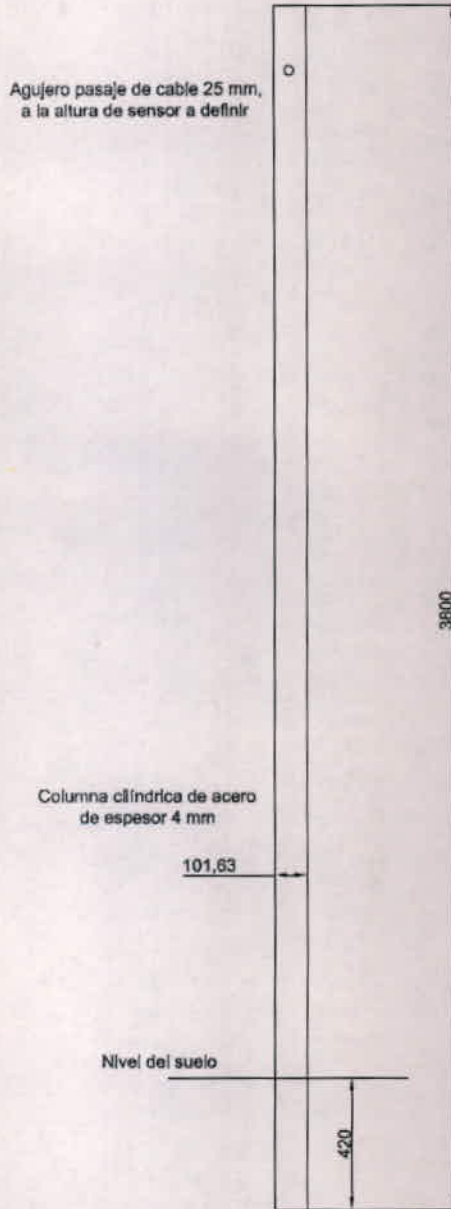 Agujero pasaje de cable 25 mm,
a la altura de sensor a definir
3800
Columna cilíndrica de acero
de espesor 4 mm
101,63
Nivel del suelo
420